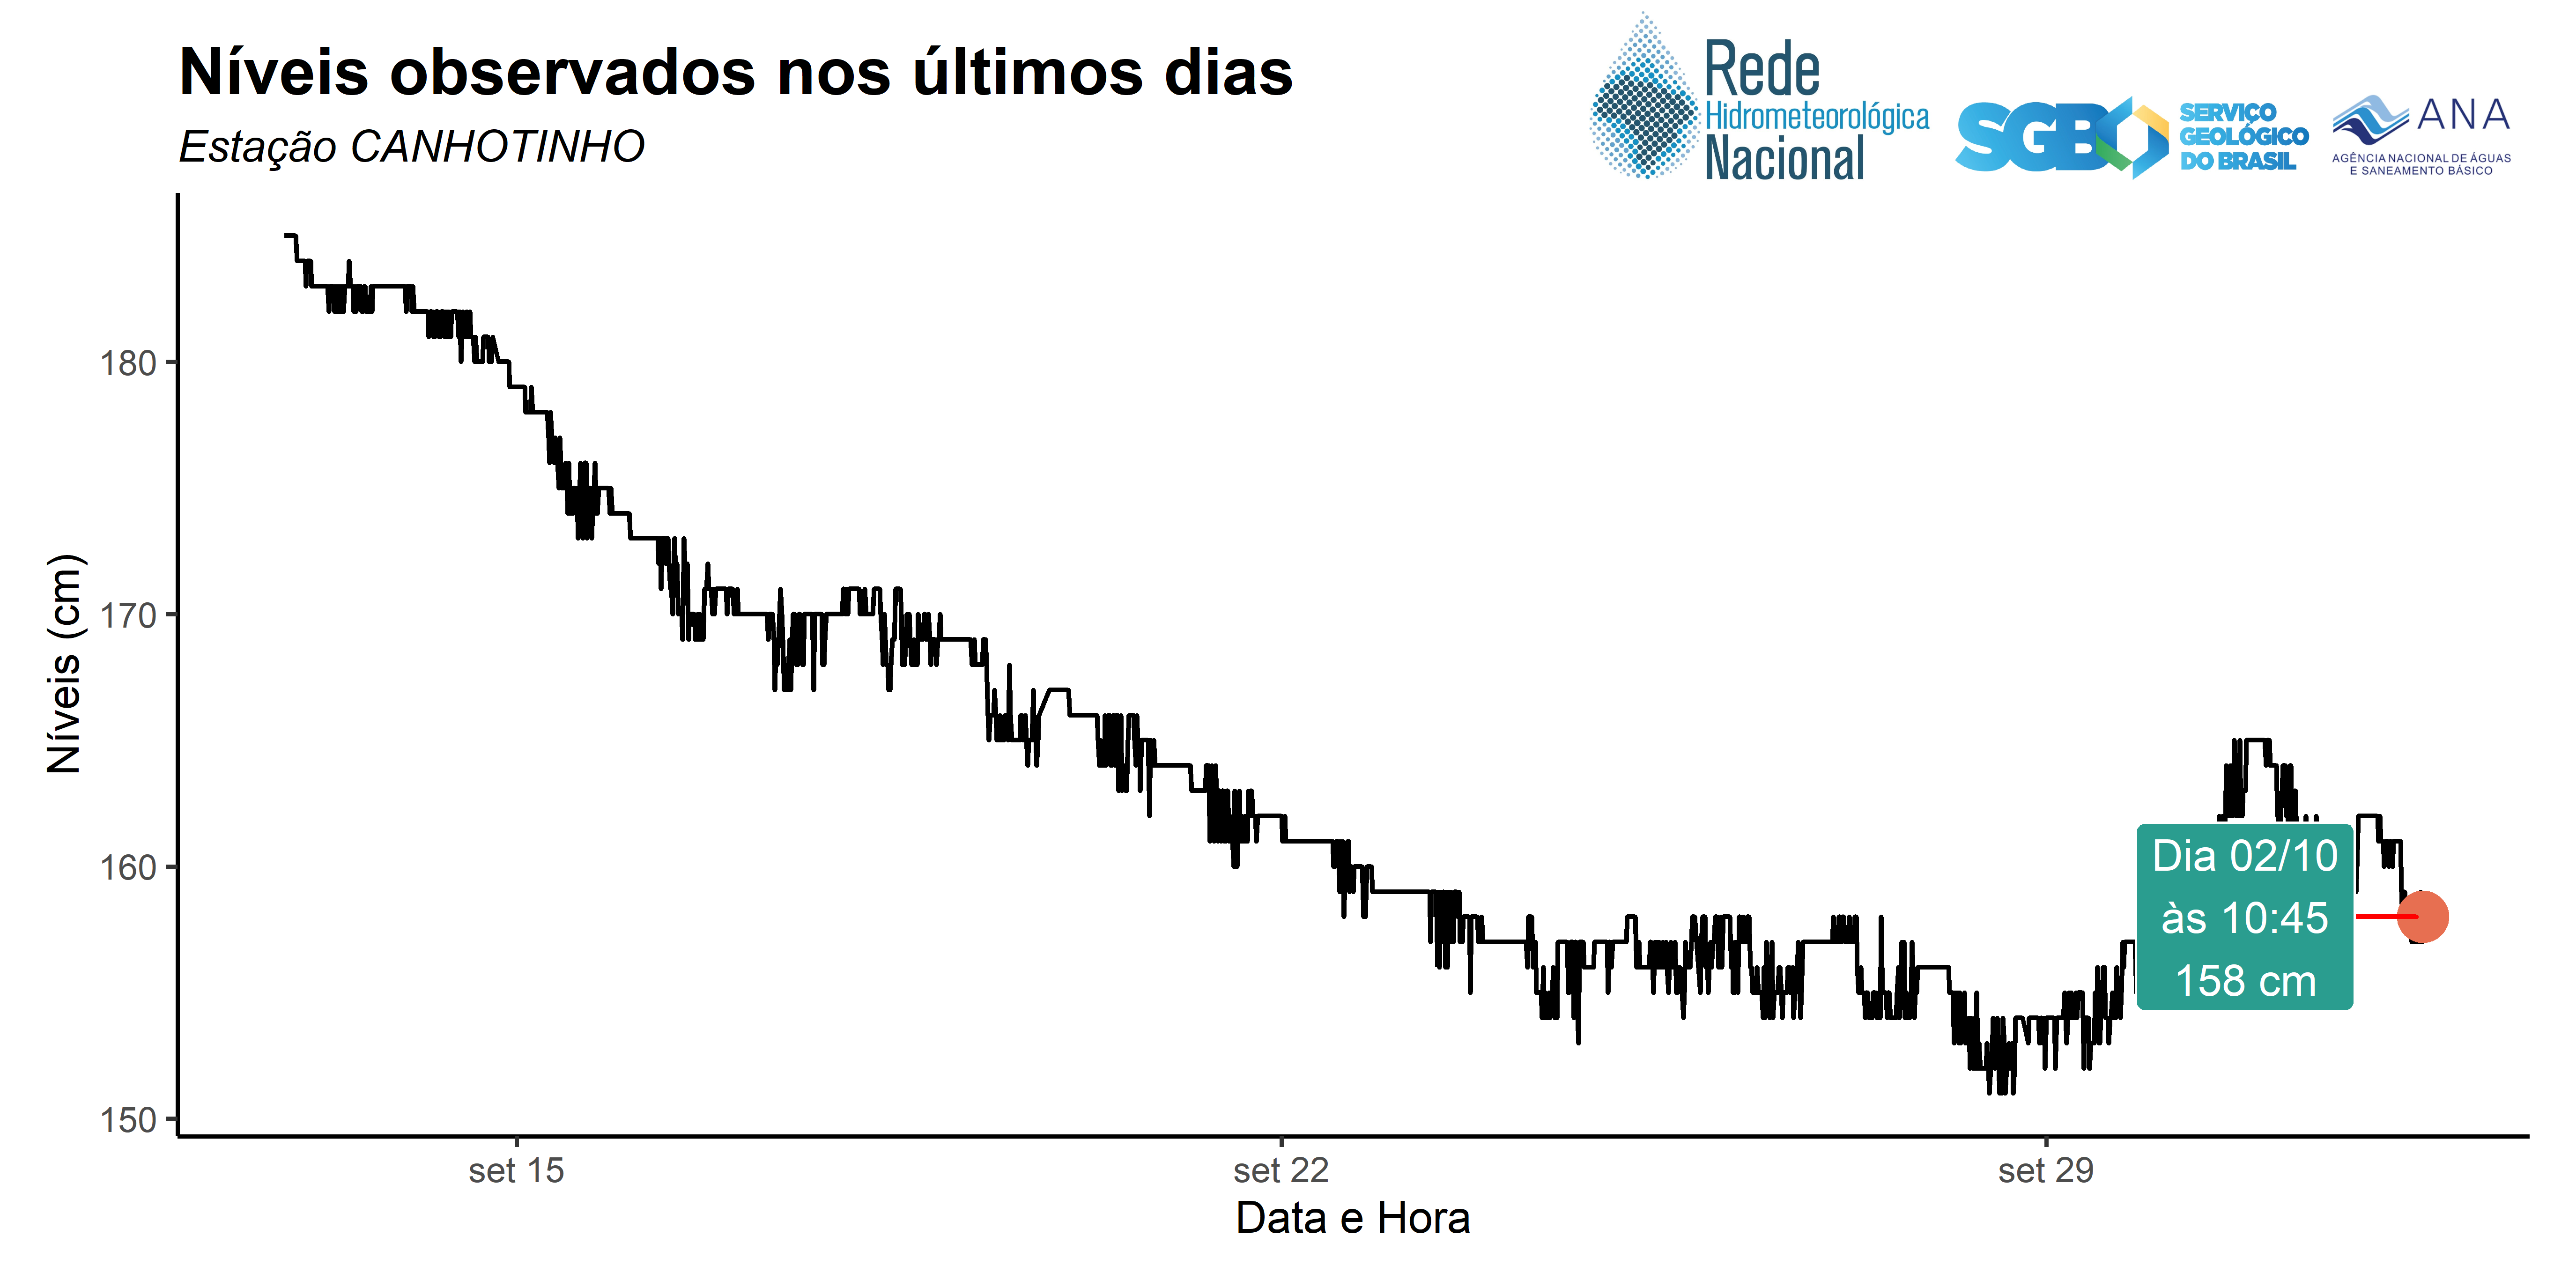 Níveis observados nos últimos dias
Estação CANHOTINHO
Rede
Hidrometeorológica
Nacional
SGB
SERVIÇO
GEOLÓGICO
DO BRASIL
ANA
AGÊNCIA NACIONAL DE ÁGUAS
E SANEAMENTO BÁSICO
Níveis (cm)
180
170
160
150
Dia 02/10
às 10:45
158 cm
set 15
set 22
set 29
Data e Hora